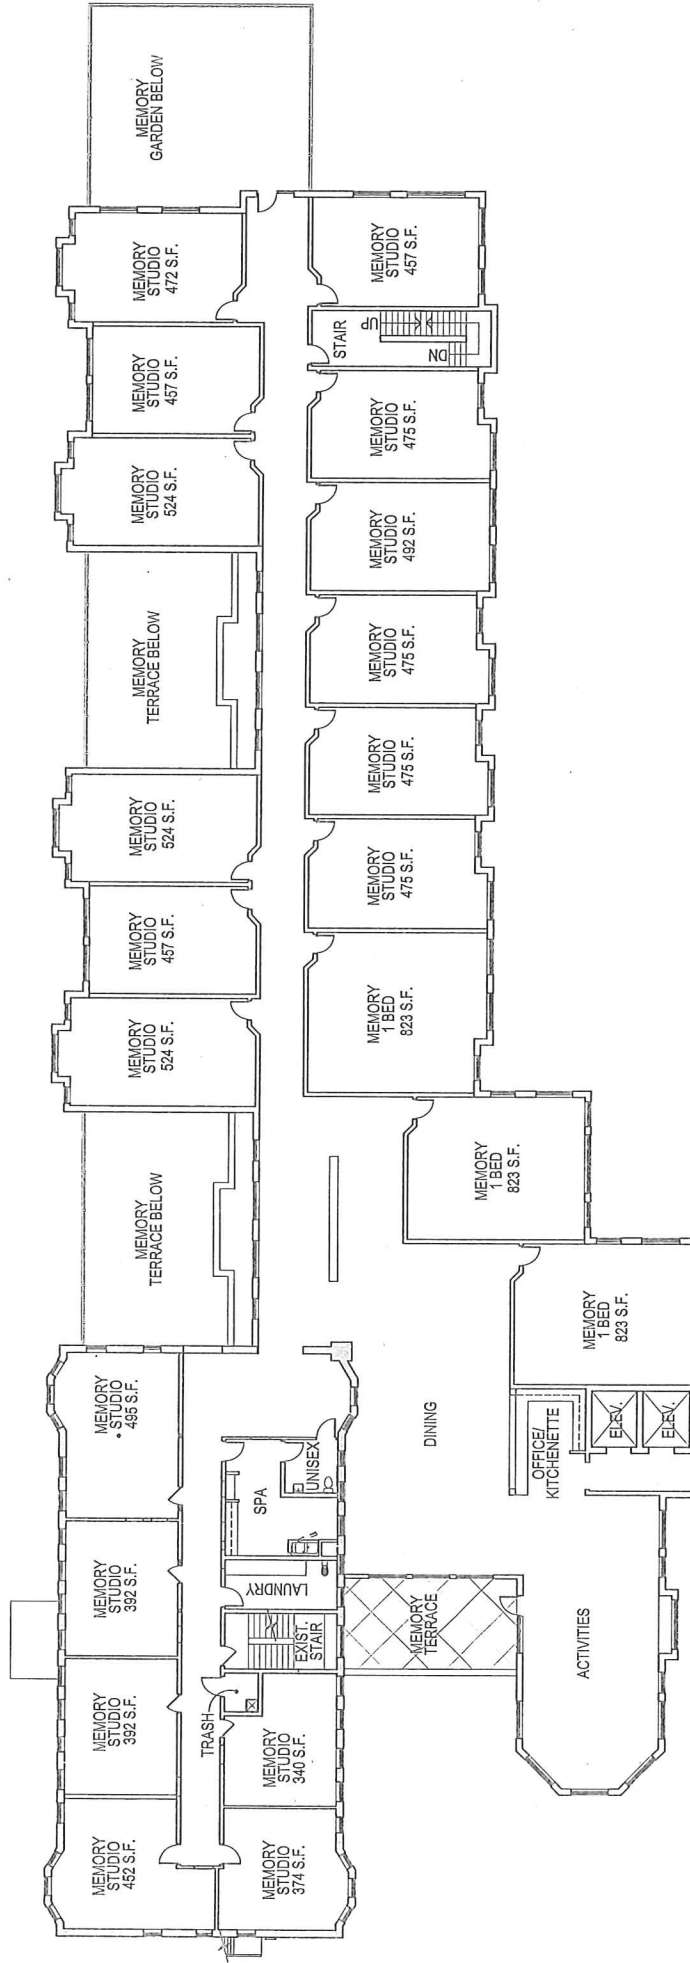 MEMORY
GARDEN BELOW
MEMORY
STUDIO
472 S.F.
MEMORY
STUDIO
457 S.F.
MEMORY
STUDIO
457 S.F.
STAIR
UP
DN
MEMORY
STUDIO
524 S.F.
MEMORY
STUDIO
475 S.F.
MEMORY
STUDIO
492 S.F.
MEMORY
TERRACE BELOW
MEMORY
STUDIO
475 S.F.
MEMORY
STUDIO
475 S.F.
MEMORY
STUDIO
524 S.F.
MEMORY
STUDIO
475 S.F.
MEMORY
STUDIO
457 S.F.
MEMORY
1 BED
823 S.F.
MEMORY
STUDIO
524 S.F.
MEMORY
1 BED
823 S.F.
MEMORY
TERRACE BELOW
MEMORY
1 BED
823 S.F.
MEMORY
STUDIO
495 S.F.
DINING
OFFICE/
KITCHENETTE
ELEV.
ELEV.
UNISEX
SPA
MEMORY
STUDIO
392 S.F.
LAUNDRY
EXIST.
STAIR
MEMORY
TERRACE
ACTIVITIES
MEMORY
STUDIO
392 S.F.
TRASH
MEMORY
STUDIO
340 S.F.
MEMORY
STUDIO
452 S.F.
MEMORY
STUDIO
374 S.F.